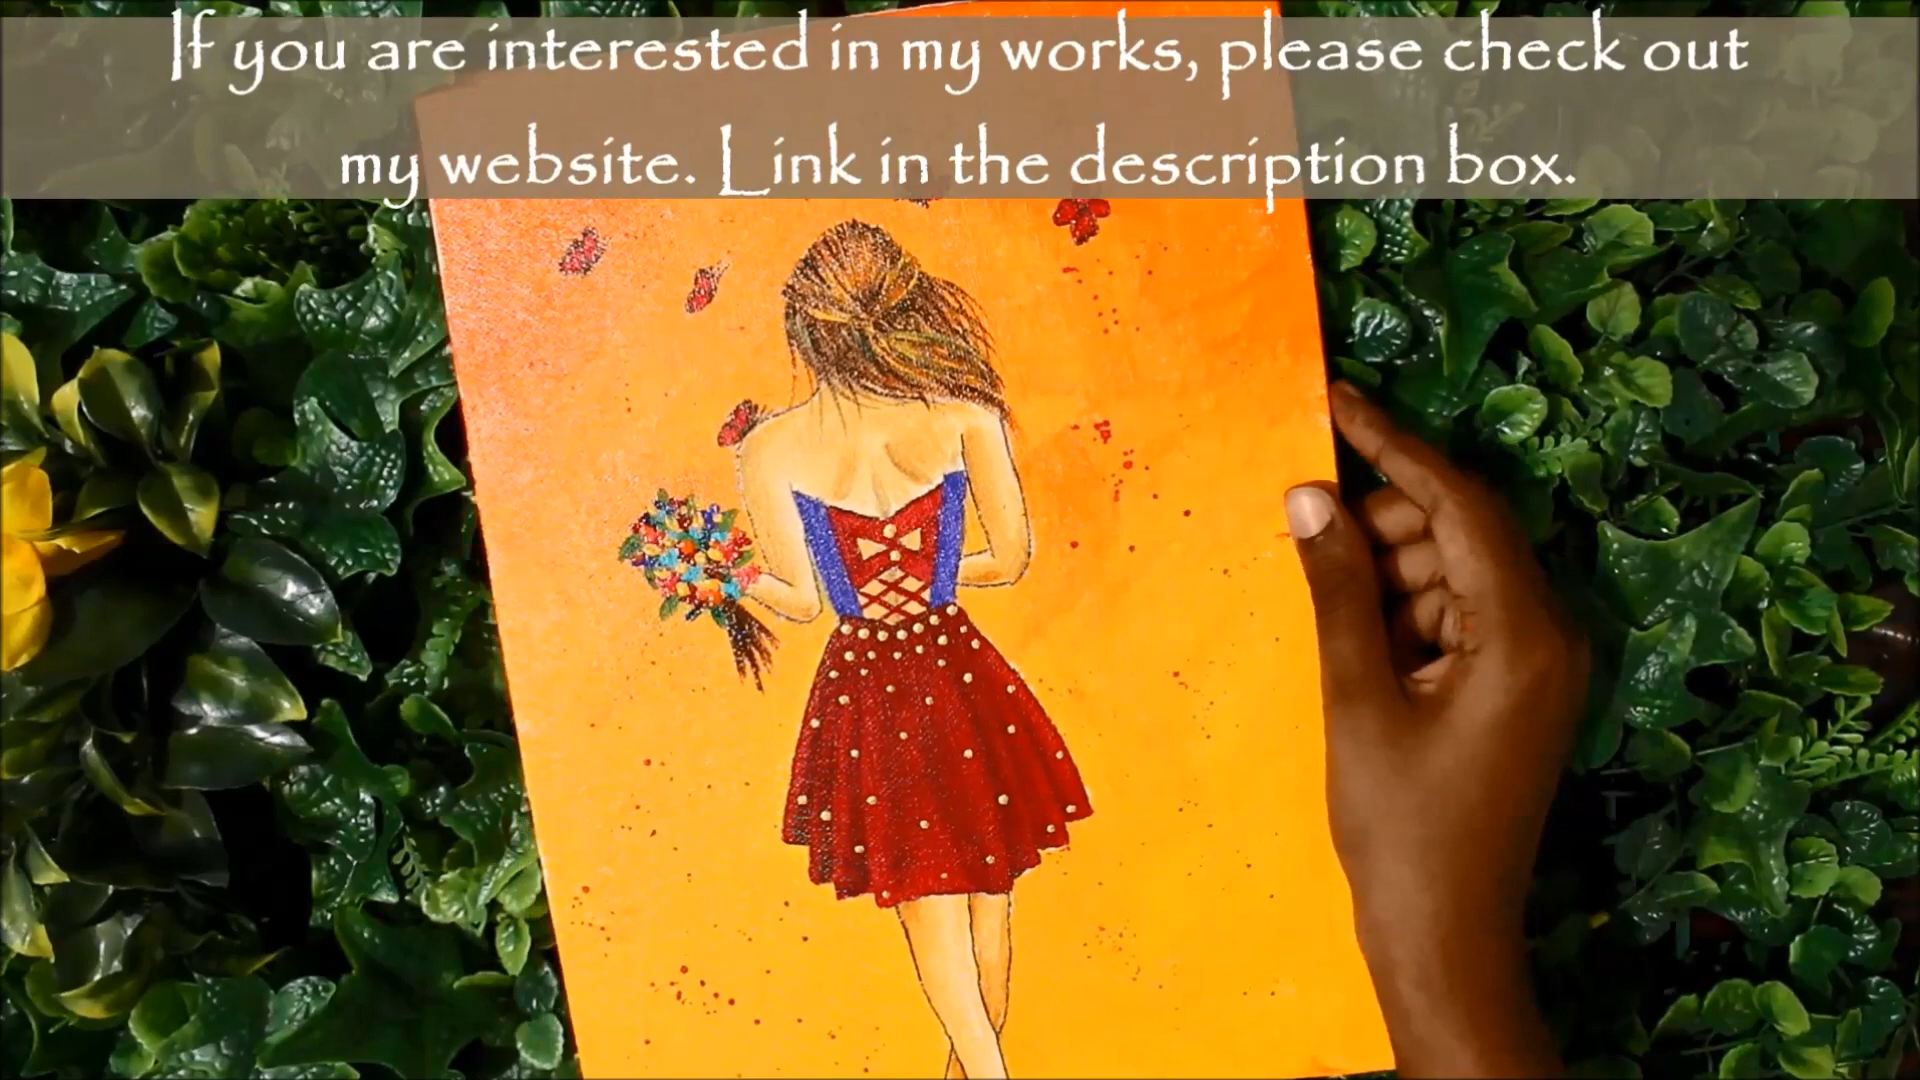 If you are interested in my works, please check out
my website. Link in the description box.